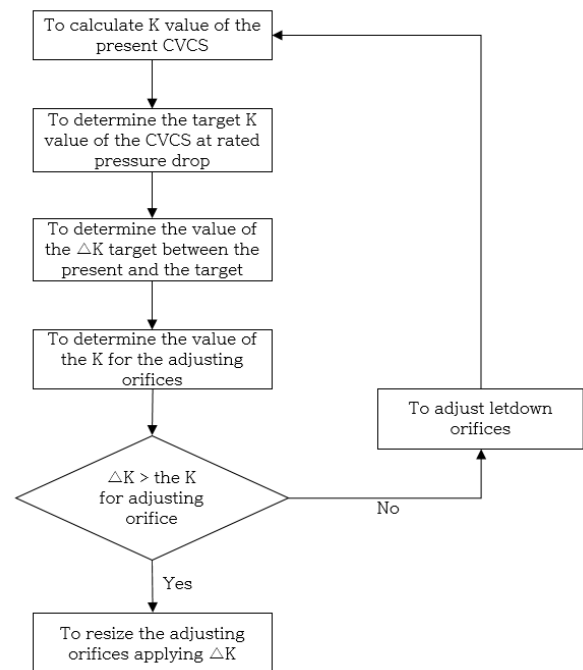 To calculate K value of the
present CVCS
To determine the target K
value of the CVCS at rated
pressure drop
To determine the value of
the △K target between the
present and the target
To determine the value of
the K for the adjusting
orifices
To adjust letdown
orifices
△K > the K
for adjusting
orifice
No
Yes
To resize the adjusting
orifices applying △K